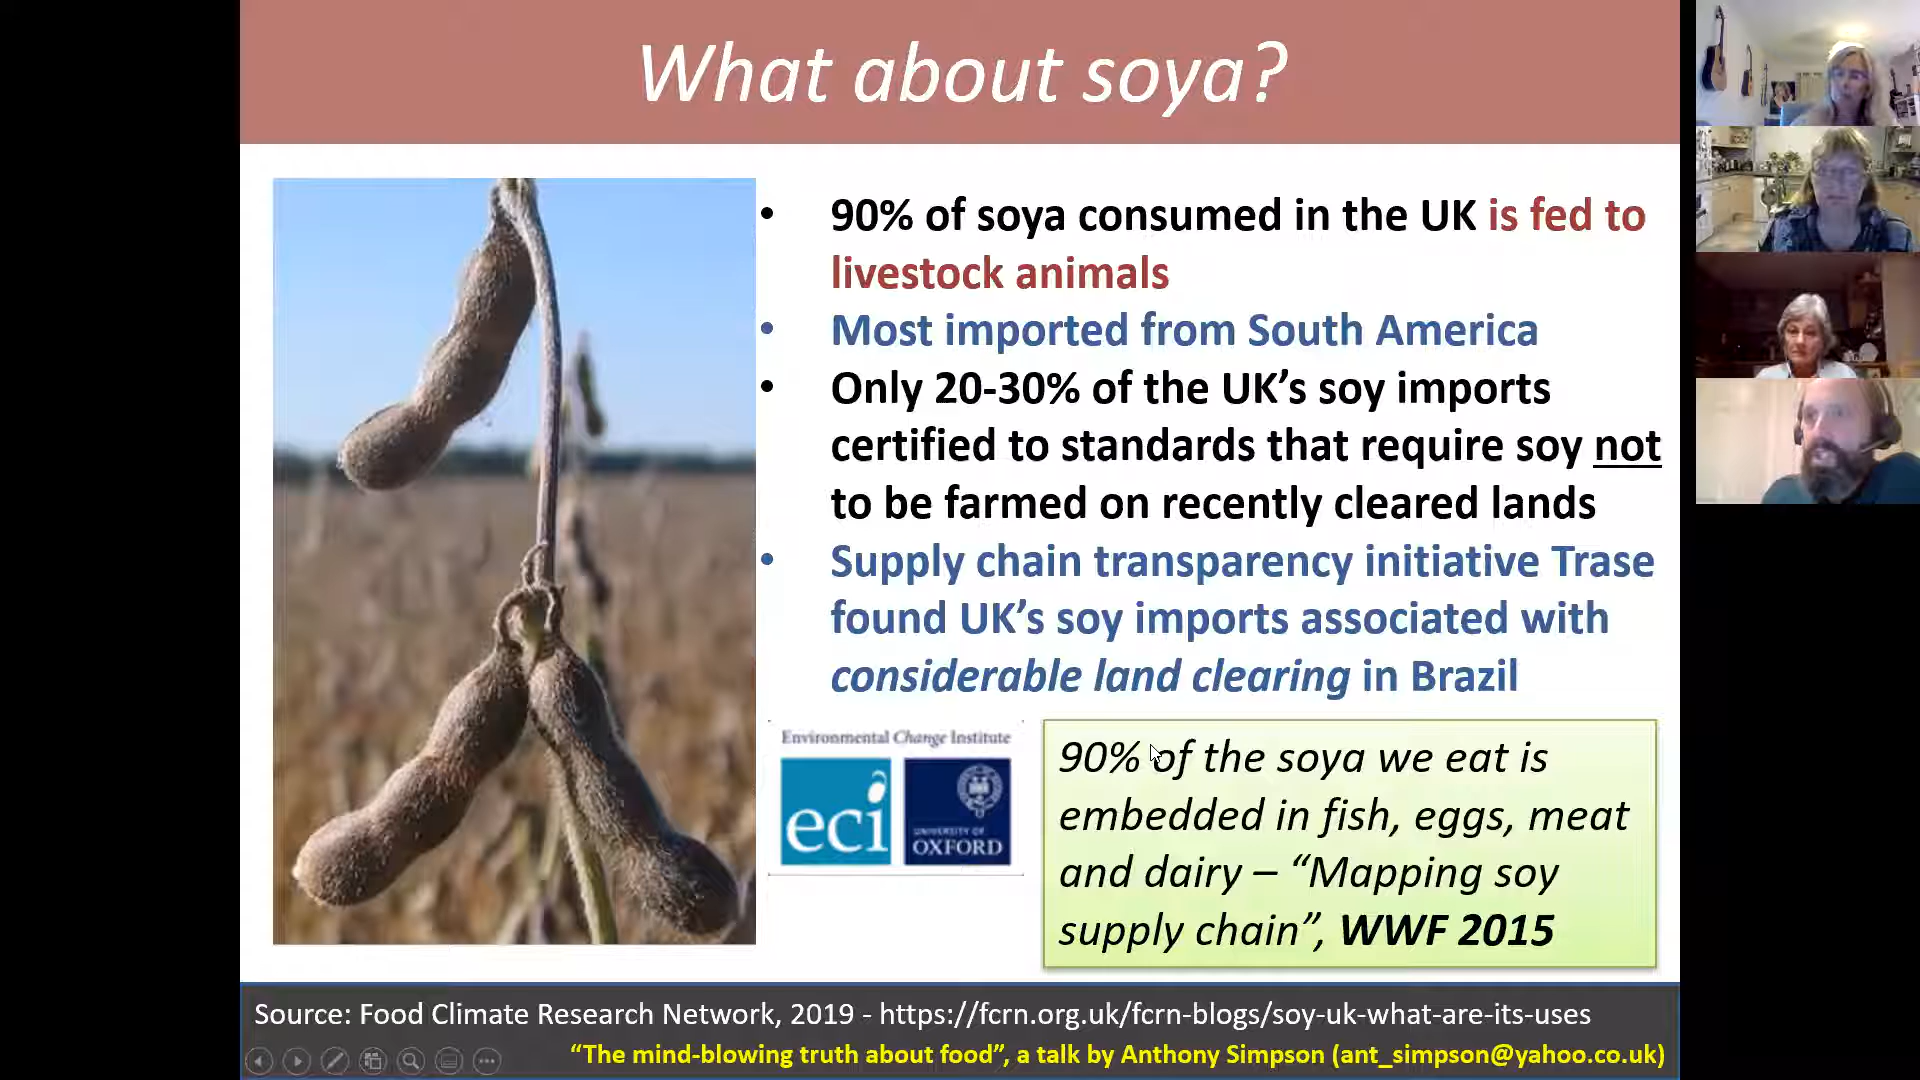 What about soya?
• 90% of soya consumed in the UK is fed to
livestock animals
• Most imported from South America
• Only 20-30% of the UK’s soy imports
certified to standards that require soy not
to be farmed on recently cleared lands
• Supply chain transparency initiative Trase
found UK’s soy imports associated with
considerable land clearing in Brazil
Environmental Change Institute
eci
UNIVERSITY OF
OXFORD
90% of the soya we eat is
embedded in fish, eggs, meat
and dairy – “Mapping soy
supply chain”, WWF 2015
Source: Food Climate Research Network, 2019 - https://fcrn.org.uk/fcrn-blogs/soy-uk-what-are-its-uses
“The mind-blowing truth about food”, a talk by Anthony Simpson (ant_simpson@yahoo.co.uk)